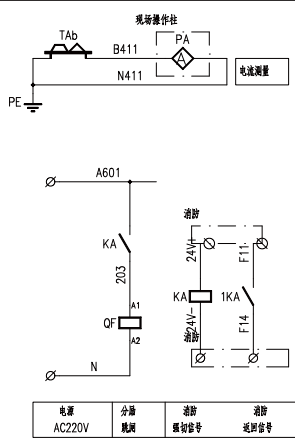 现场操作柱
TAb
B411
PA
A
N411
电流测量
PE
A601
消防
KA
24V+
F11
203
KA
1KA
A1
QF
A2
24V-
F14
消防
N
电源
分励
消防
消防
AC220V
脱扣
强切信号
返回信号